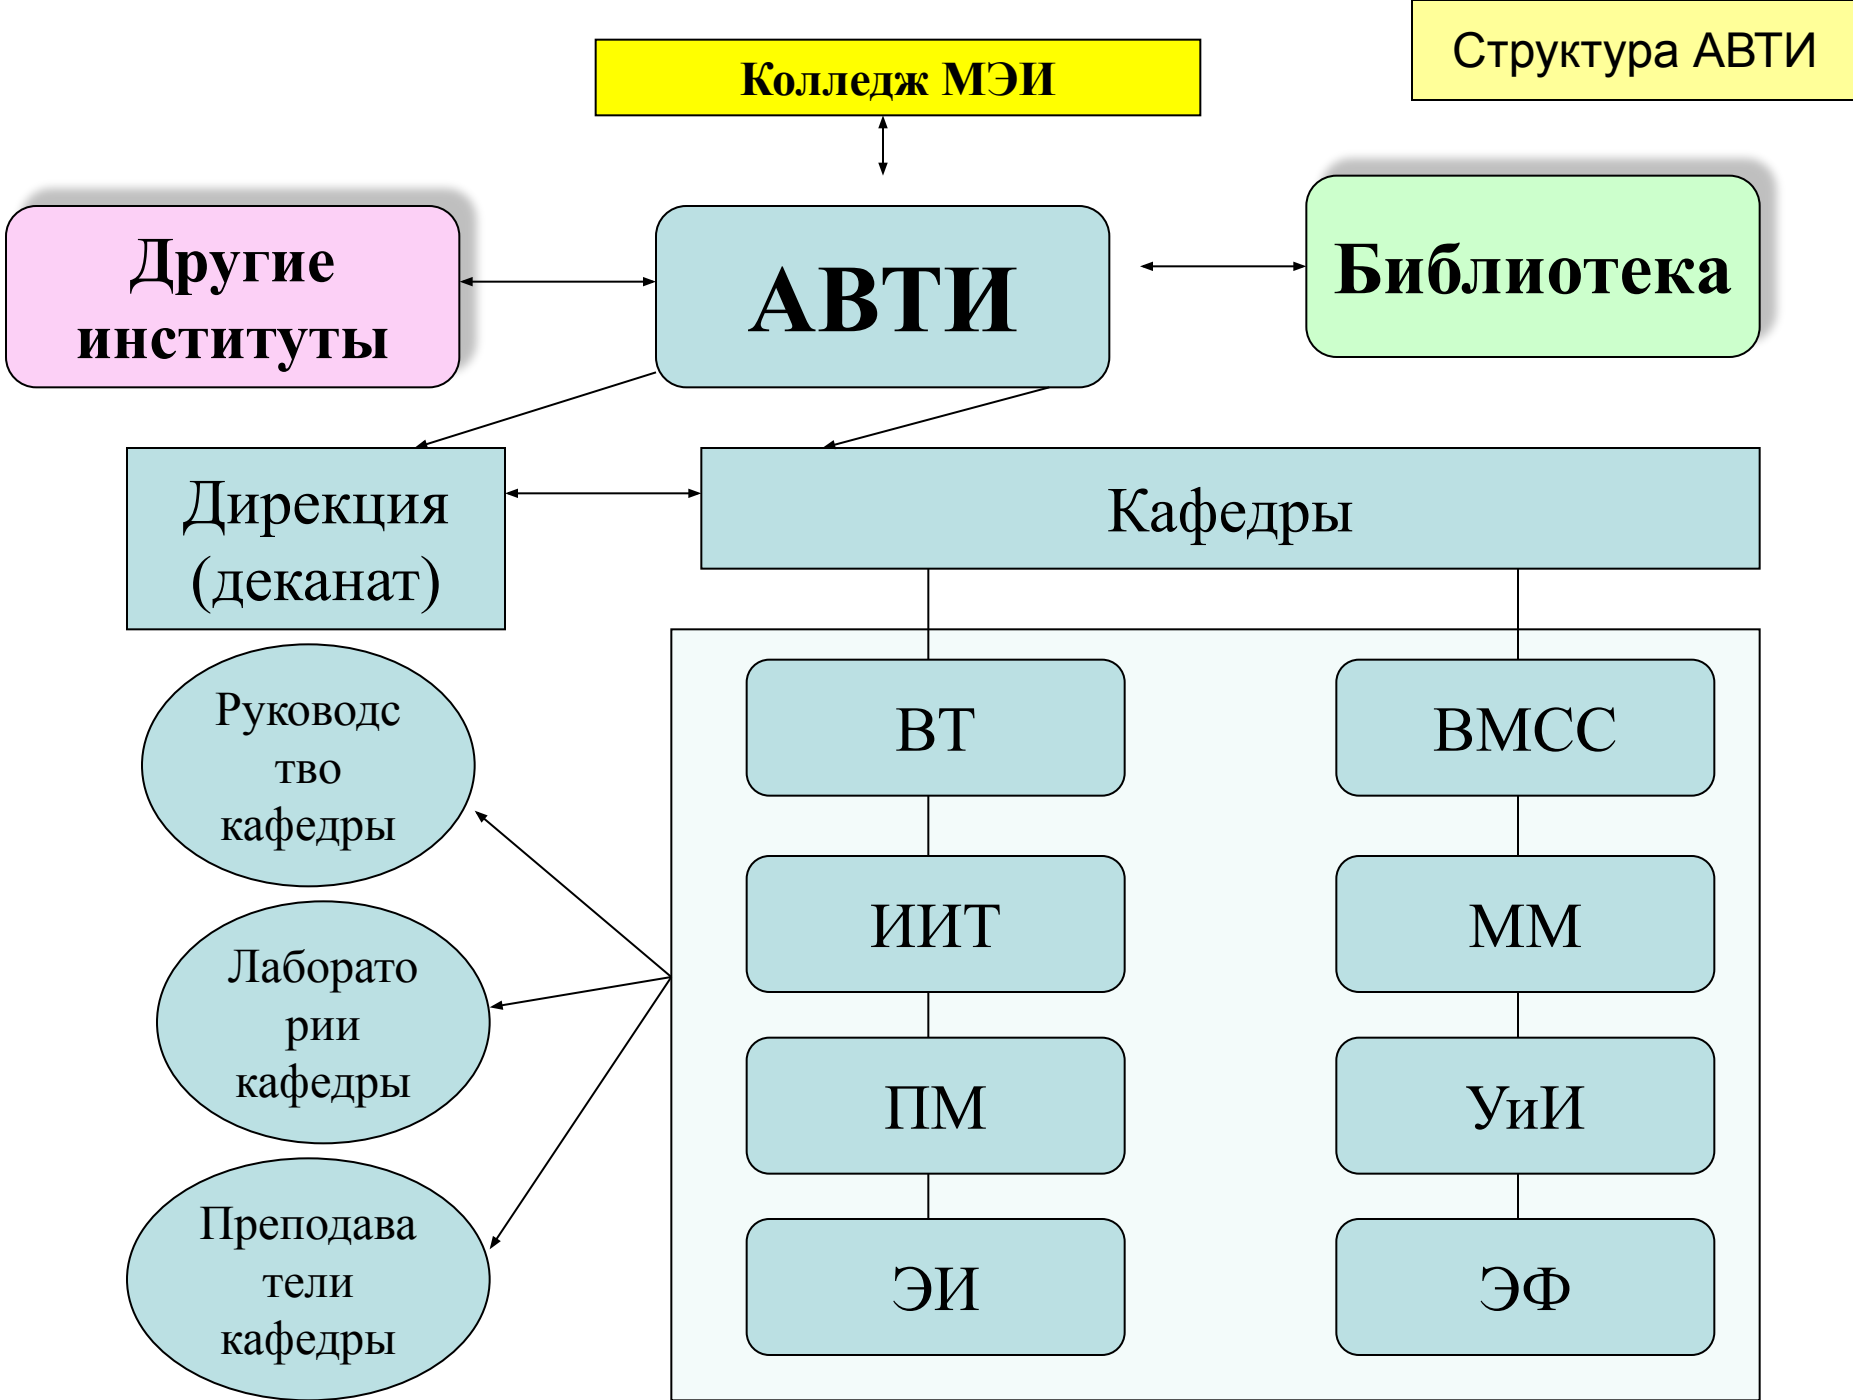 Структура АВТИ
Колледж МЭИ
Другие
институты
АВТИ
Библиотека
Дирекция
(деканат)
Кафедры
Руководс
тво
кафедры
Лаборато
рии
кафедры
Преподава
тели
кафедры
ВТ
ВМСС
ИИТ
ММ
ПМ
УиИ
ЭИ
ЭФ